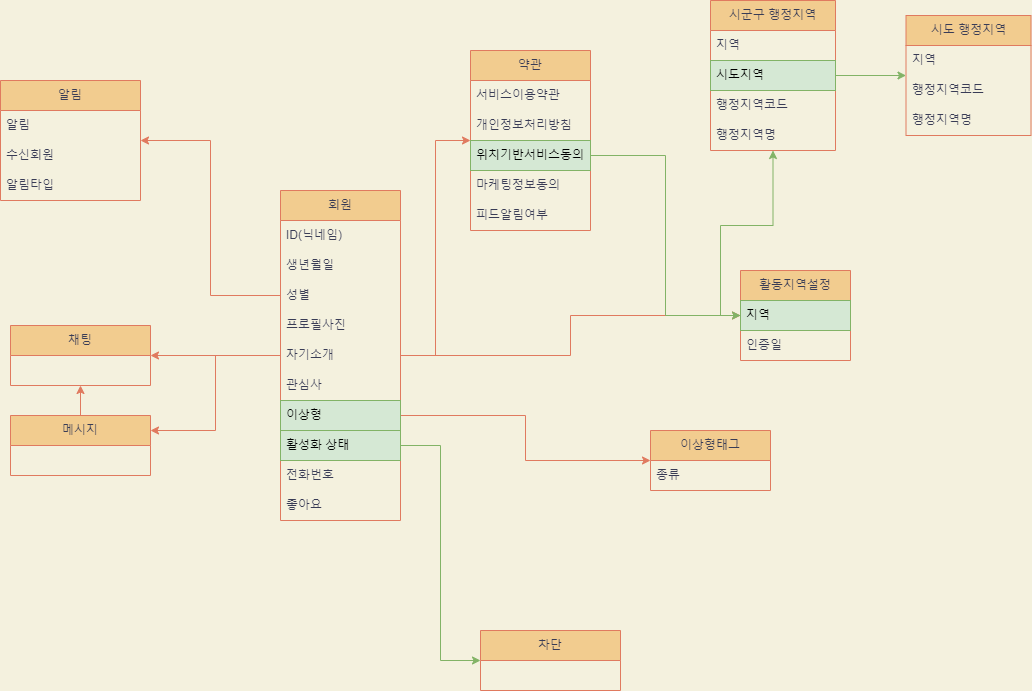 시군구 행정지역
지역
시도지역
행정지역코드
행정지역명
시도 행정지역
지역
행정지역코드
행정지역명
약관
서비스이용약관
개인정보처리방침
위치기반서비스동의
마케팅정보동의
피드알림여부
알림
알림
수신회원
알림타입
회원
ID(닉네임)
생년월일
성별
프로필사진
자기소개
관심사
이상형
활성화 상태
전화번호
좋아요
활동지역설정
지역
인증일
채팅
메시지
이상형태그
종류
차단